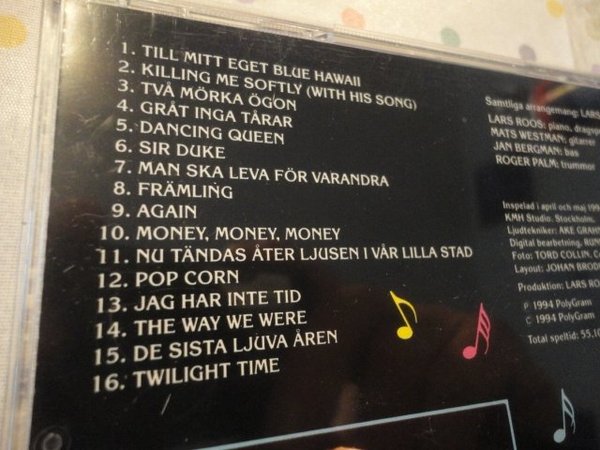 1. TILL MITT EGET BLUE HAWAII
2. KILLING ME SOFTLY (WITH HIS SONG)
3. TVÅ MÖRKA ÖGON
4. GRÅT INGA TÅRAR
5. DANCING QUEEN
6. SIR DUKE
7. MAN SKA LEVA FÖR VARANDRA
8. FRÄMLING
9. AGAIN
10. MONEY, MONEY, MONEY
11. NU TÄNDAS ÅTER LJUSEN I VÅR LILLA STAD
12. POP CORN
13. JAG HAR INTE TID
14. THE WAY WE WERE
15. DE SISTA LJUVA ÅREN
16. TWILIGHT TIME
Samtliga arrangemang: LARS
LARS ROOS: piano,
MATS WESTMAN: gitarrer
JAN BERGMAN: bas
ROGER PALM: trummor
Inspelad i april och maj 1994
KMH Studio, Stockholm.
Ljudtekniker: ÅKE
Digital bearbetning,
Foto: TORD COLLIN,
Layout: JOHAN
Produktion: LARS
℗ 1994 PolyGram
© 1994 PolyGram
Total speltid: 55,10